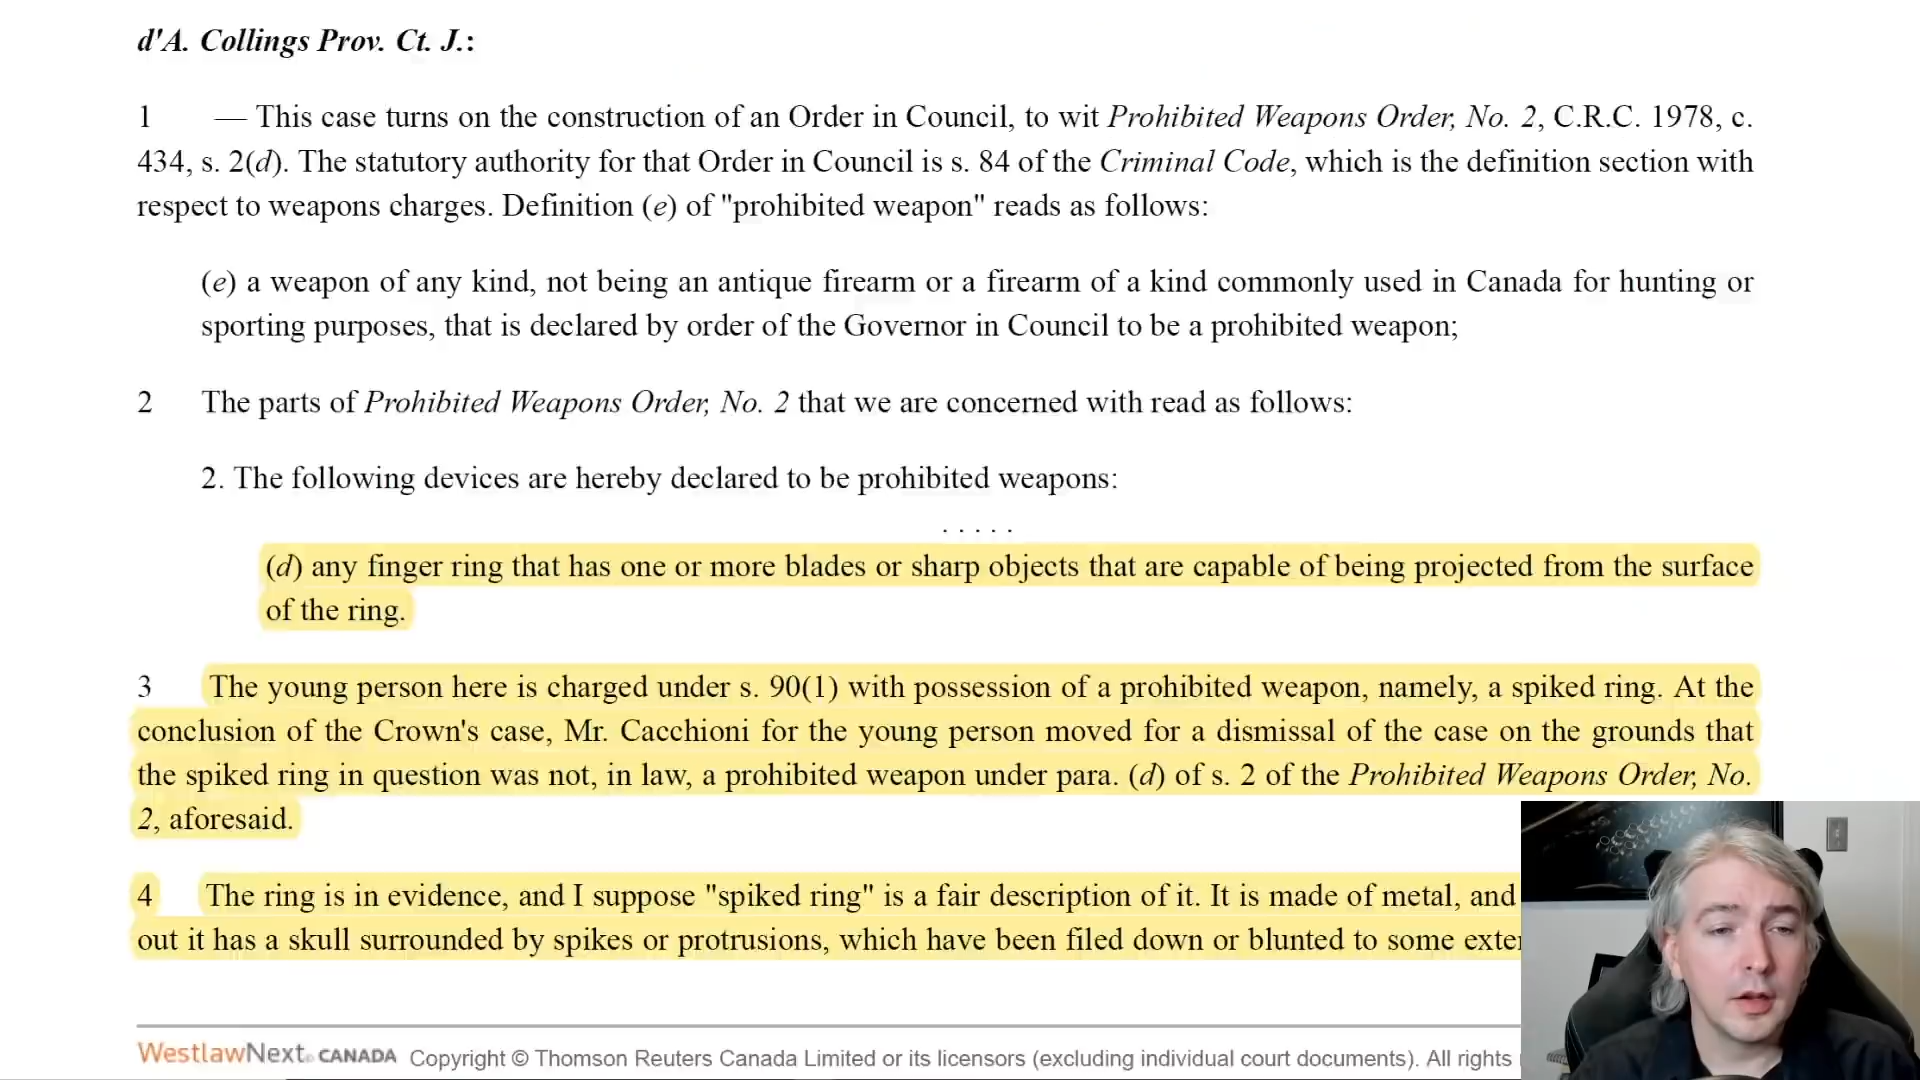 d'A. Collings Prov. Ct. J.:
1 — This case turns on the construction of an Order in Council, to wit Prohibited Weapons Order, No. 2, C.R.C. 1978, c.
434, s. 2(d). The statutory authority for that Order in Council is s. 84 of the Criminal Code, which is the definition section with
respect to weapons charges. Definition (e) of "prohibited weapon" reads as follows:
(e) a weapon of any kind, not being an antique firearm or a firearm of a kind commonly used in Canada for hunting or
sporting purposes, that is declared by order of the Governor in Council to be a prohibited weapon;
2 The parts of Prohibited Weapons Order, No. 2 that we are concerned with read as follows:
2. The following devices are hereby declared to be prohibited weapons:
. . . . .
(d) any finger ring that has one or more blades or sharp objects that are capable of being projected from the surface
of the ring.
3 The young person here is charged under s. 90(1) with possession of a prohibited weapon, namely, a spiked ring. At the
conclusion of the Crown's case, Mr. Cacchioni for the young person moved for a dismissal of the case on the grounds that
the spiked ring in question was not, in law, a prohibited weapon under para. (d) of s. 2 of the Prohibited Weapons Order, No.
2, aforesaid.
4 The ring is in evidence, and I suppose "spiked ring" is a fair description of it. It is made of metal, and
out it has a skull surrounded by spikes or protrusions, which have been filed down or blunted to some
WestlawNext. CANADA Copyright © Thomson Reuters Canada Limited or its licensors (excluding individual court documents). All rights